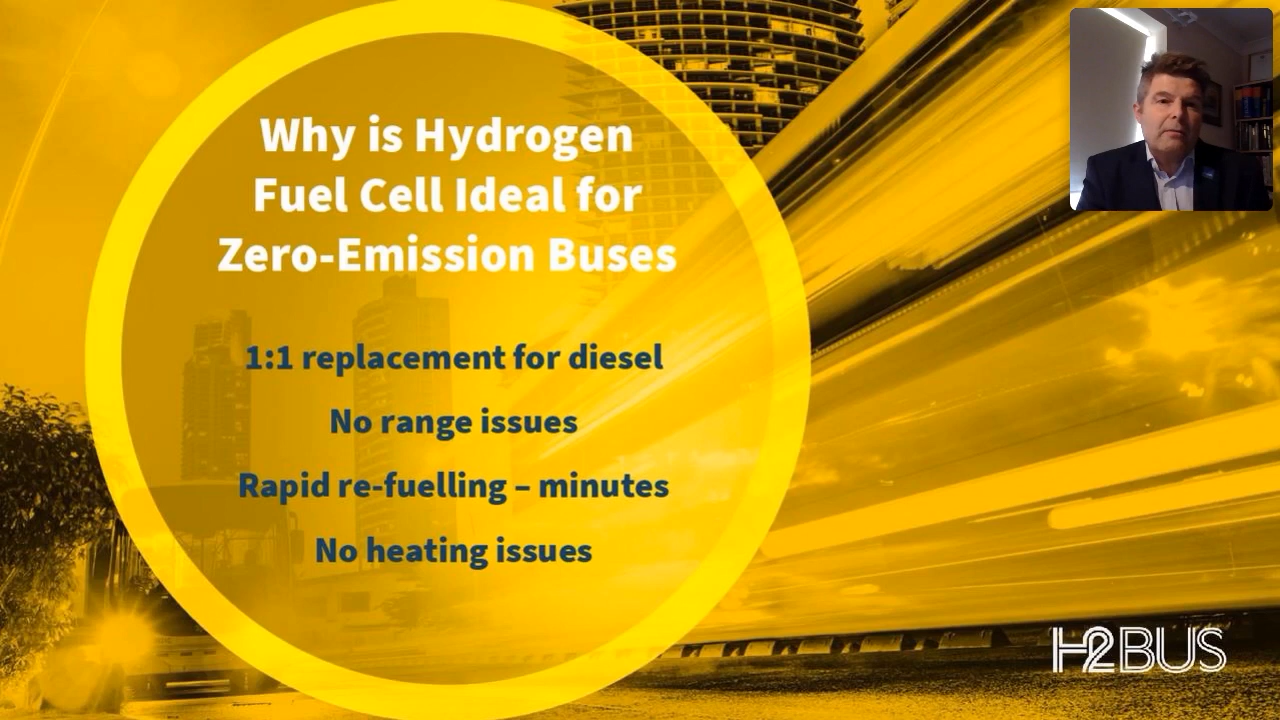 Why is Hydrogen
Fuel Cell Ideal for
Zero-Emission Buses
1:1 replacement for diesel
No range issues
Rapid re-fuelling – minutes
No heating issues
H2BUS